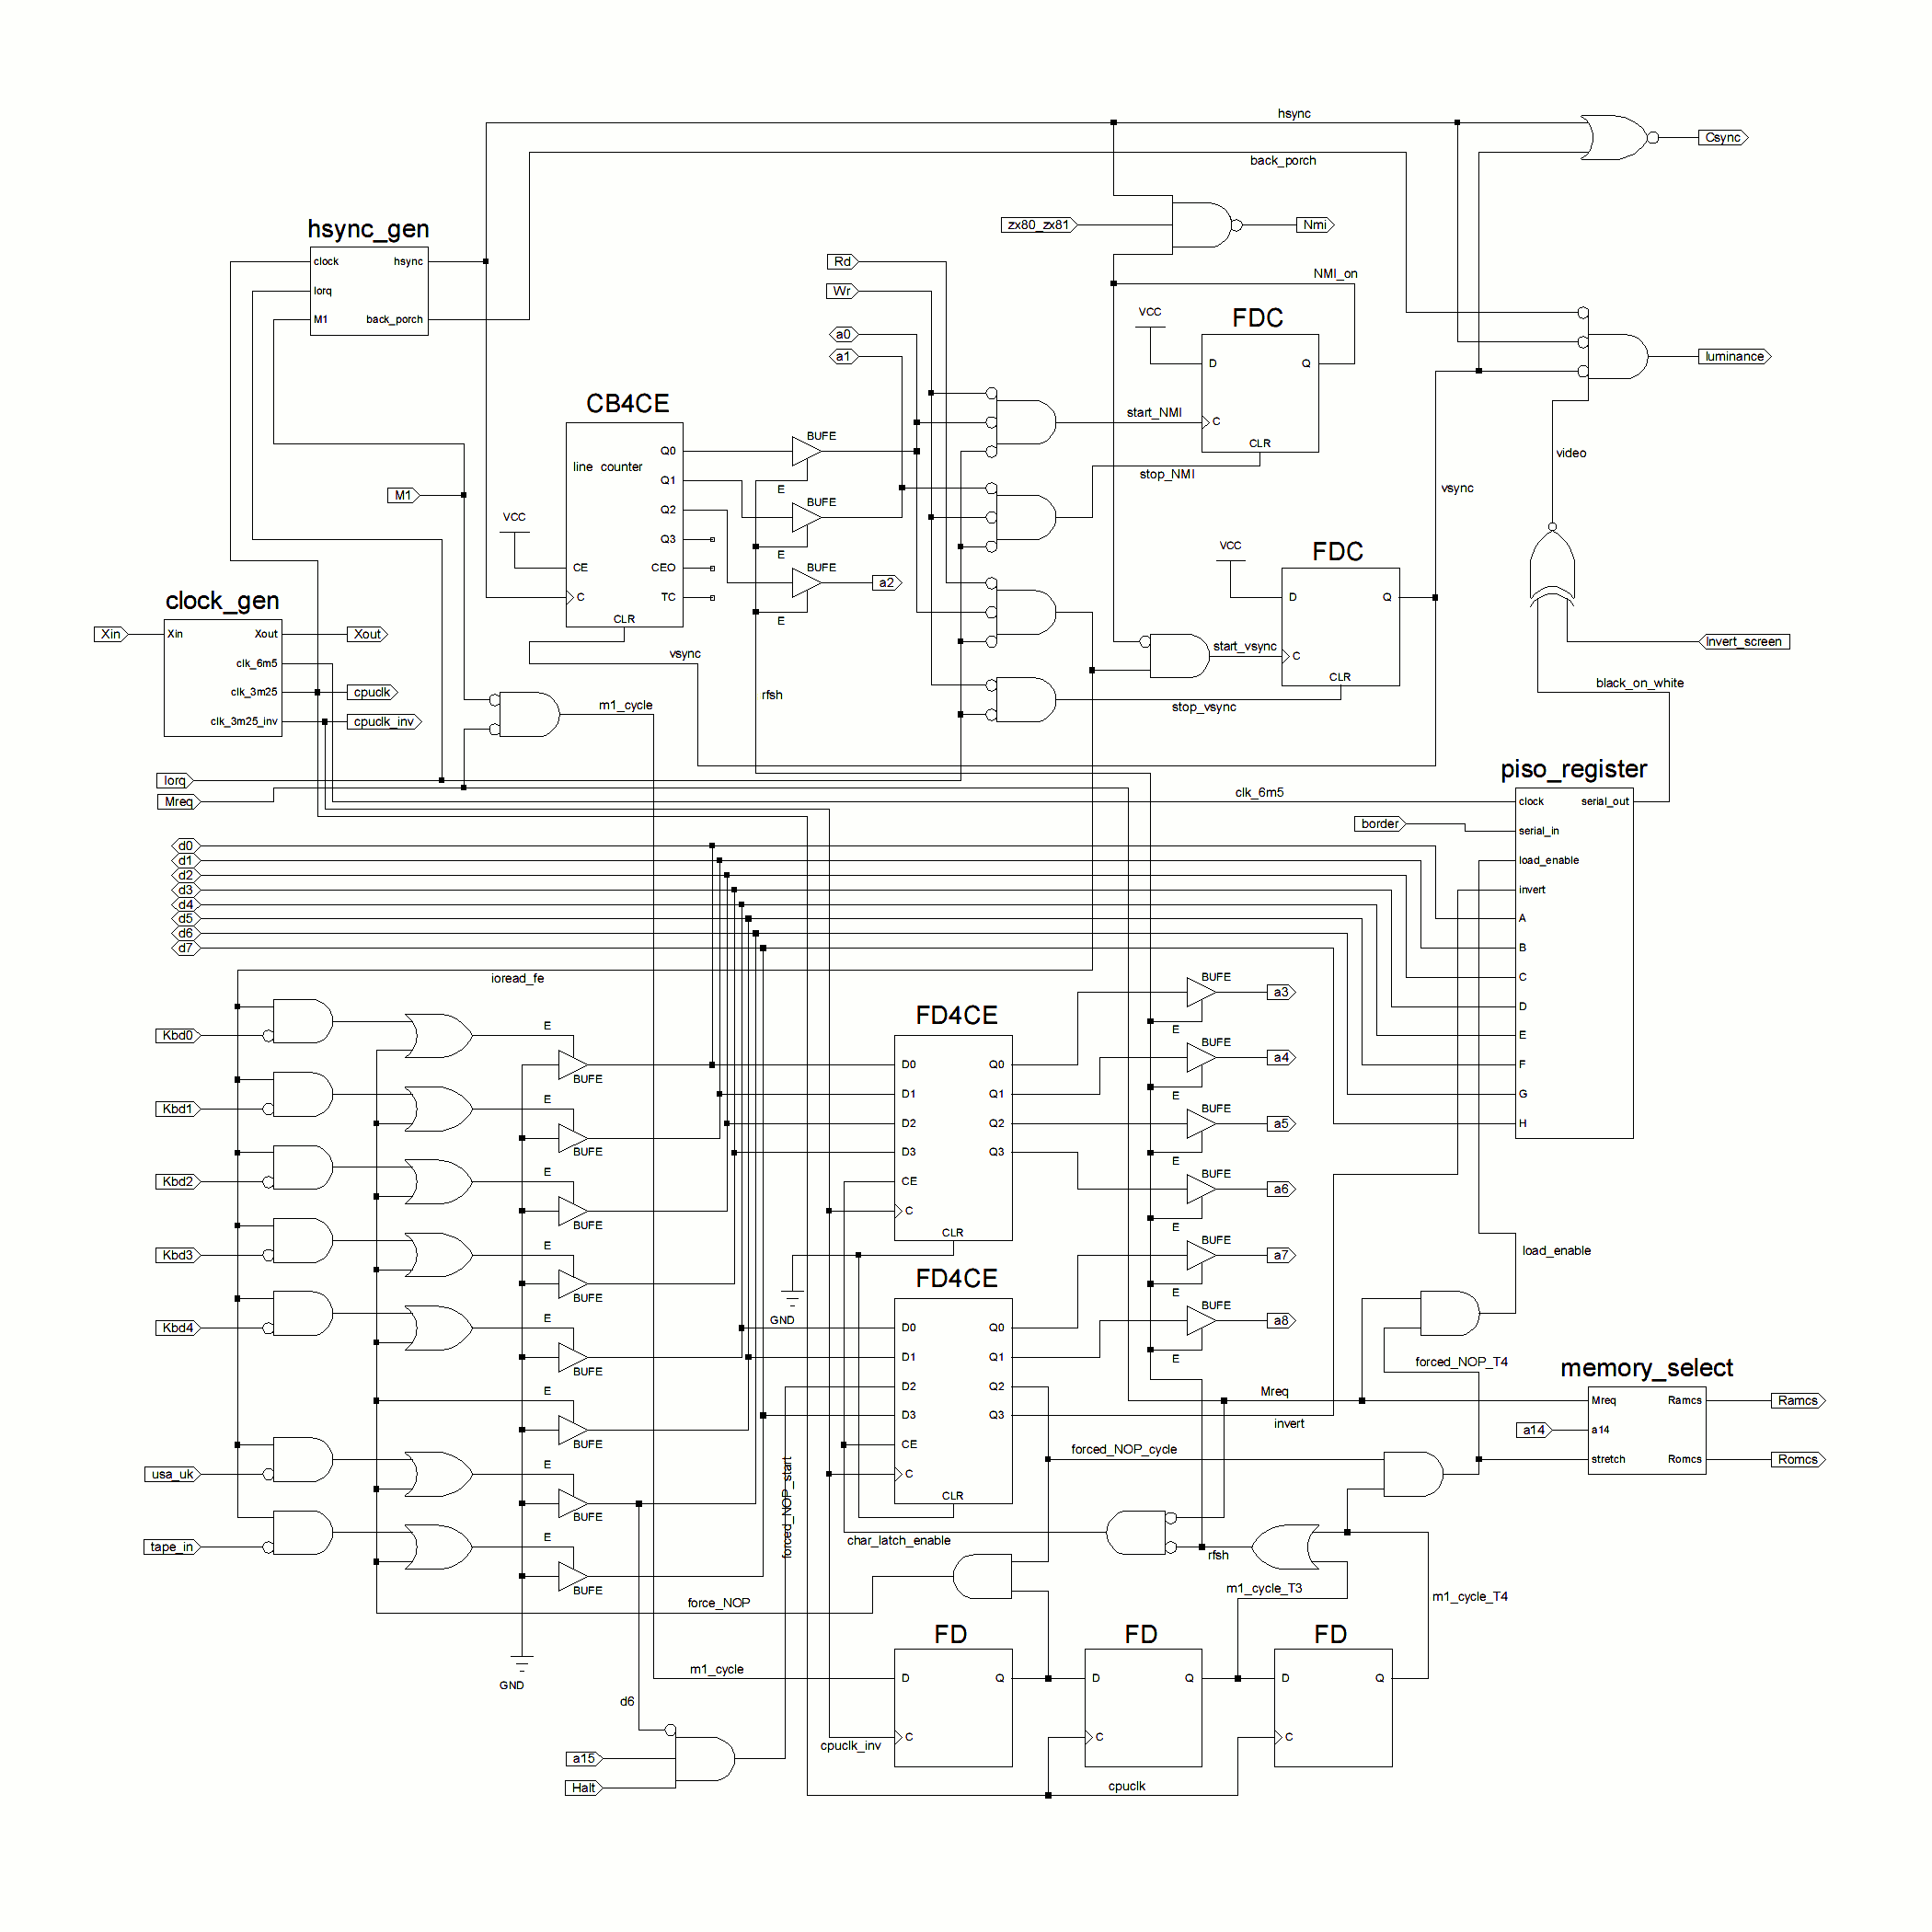 hsync
Csync
back_porch
zx80_zx81
Nmi
hsync_gen
clock
hsync
Iorq
M1
back_porch
Rd
Wr
NMI_on
VCC
FDC
a0
a1
D
Q
luminance
CB4CE
start_NMI
C
BUFE
CLR
Q0
line counter
video
stop_NMI
Q1
E
vsync
M1
BUFE
Q2
VCC
Q3
VCC
FDC
E
BUFE
CE
CEO
a2
C
TC
D
Q
clock_gen
CLR
E
Xin
Xin
Xout
Xout
Invert_screen
start_vsync
C
vsync
clk_6m5
CLR
black_on_white
clk_3m25
cpuclk
rfsh
m1_cycle
stop_vsync
clk_3m25_inv
cpuclk_inv
piso_register
Iorq
clk_6m5
Mreq
clock
serial_out
border
serial_in
d0
d1
load_enable
d2
d3
invert
d4
d5
A
d6
d7
B
ioread_fe
BUFE
C
a3
FD4CE
D
E
E
Kbd0
E
BUFE
a4
D0
Q0
F
BUFE
D1
Q1
G
E
E
Kbd1
BUFE
D2
Q2
a5
H
BUFE
D3
Q3
E
E
BUFE
Kbd2
CE
a6
C
BUFE
E
CLR
E
BUFE
Kbd3
a7
load_enable
FD4CE
E
BUFE
BUFE
E
GND
Kbd4
D0
Q0
a8
D1
Q1
E
forced_NOP_T4
memory_select
BUFE
E
D2
Q2
Mreq
Mreq
Ramcs
Ramcs
D3
Q3
invert
a14
a14
BUFE
CE
forced_NOP_cycle
stretch
Romcs
Romcs
E
usa_uk
C
CLR
forced_NOP_start
BUFE
E
char_latch_enable
tape_in
rfsh
BUFE
m1_cycle_T3
m1_cycle_T4
force_NOP
FD
FD
FD
m1_cycle
D
Q
D
Q
D
Q
GND
d6
C
C
C
cpuclk_inv
a15
Halt
cpuclk